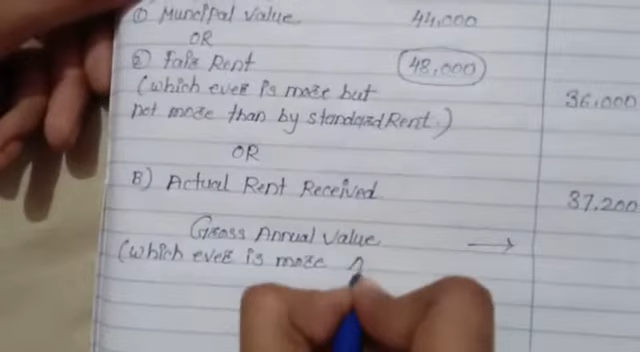 ① Muncipal value 44,000
OR
② Fair Rent 48,000
(which ever is more but 36,000
not more than by standard Rent.)
OR
B) Actual Rent Received 37,200
Gross Annual value →
(which ever is more